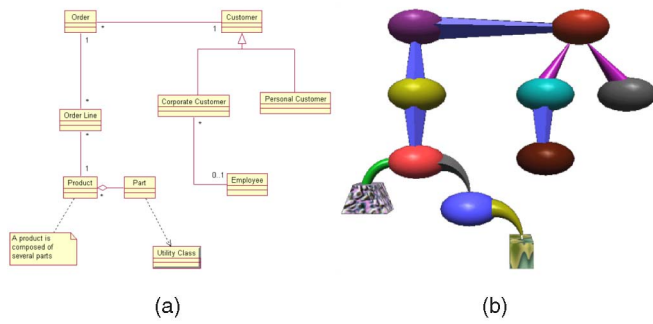 Order
Customer
*
1
1
*
Order Line
*
1
Corporate Customer
*
Personal Customer
0..1
Employee
Product
*
Part
A product is
composed of
several parts
Utility Class
(a)
(b)